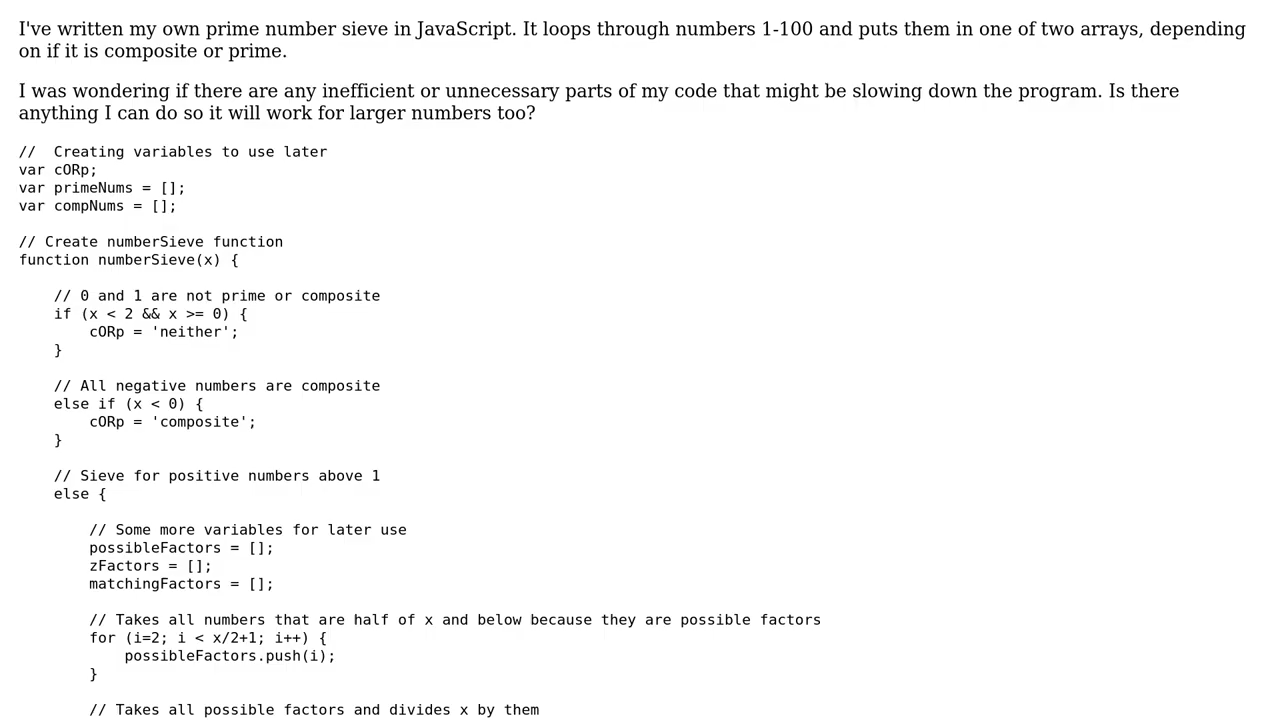 I've written my own prime number sieve in JavaScript. It loops through numbers 1-100 and puts them in one of two arrays, depending
on if it is composite or prime.
I was wondering if there are any inefficient or unnecessary parts of my code that might be slowing down the program. Is there
anything I can do so it will work for larger numbers too?
//  Creating variables to use later
var cORp;
var primeNums = [];
var compNums = [];
// Create numberSieve function
function numberSieve(x) {
    // 0 and 1 are not prime or composite
    if (x < 2 && x >= 0) {
        cORp = 'neither';
    }
    // All negative numbers are composite
    else if (x < 0) {
        cORp = 'composite';
    }
    // Sieve for positive numbers above 1
    else {
        // Some more variables for later use
        possibleFactors = [];
        zFactors = [];
        matchingFactors = [];
        // Takes all numbers that are half of x and below because they are possible factors
        for (i=2; i < x/2+1; i++) {
            possibleFactors.push(i);
        }
        // Takes all possible factors and divides x by them